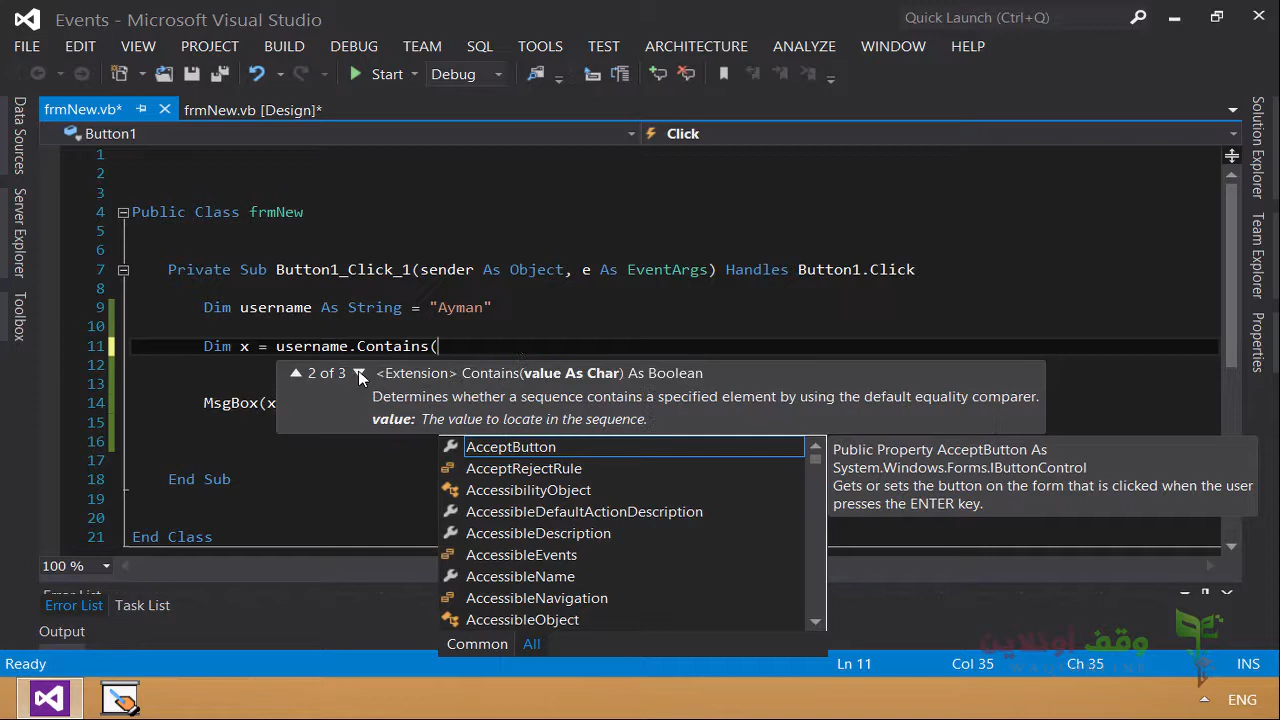 Events - Microsoft Visual Studio
Quick Launch (Ctrl+Q)
FILE EDIT VIEW PROJECT BUILD DEBUG TEAM SQL TOOLS TEST ARCHITECTURE ANALYZE WINDOW HELP
Start Debug
frmNew.vb* frmNew.vb [Design]*
Button1 Click
Data Sources
Server Explorer
Toolbox
Solution Explorer
Team Explorer
Properties
1
2
3
4 Public Class frmNew
5
6
7 Private Sub Button1_Click_1(sender As Object, e As EventArgs) Handles Button1.Click
8
9 Dim username As String = "Ayman"
10
11 Dim x = username.Contains(
12 2 of 3 <Extension> Contains(value As Char) As Boolean
13 Determines whether a sequence contains a specified element by using the default equality comparer.
14 MsgBox(x
value: The value to locate in the sequence.
15
16
17
18 End Sub
19
20
21 End Class
AcceptButton
AcceptRejectRule
AccessibilityObject
AccessibleDefaultActionDescription
AccessibleDescription
AccessibleEvents
AccessibleName
AccessibleNavigation
AccessibleObject
Common All
Public Property AcceptButton As
System.Windows.Forms.IButtonControl
Gets or sets the button on the form that is clicked when the user
presses the ENTER key.
100 %
Error List Task List
Output
وقف أونلاين
Ready Ln 11 Col 35 Ch 35 INS
ENG